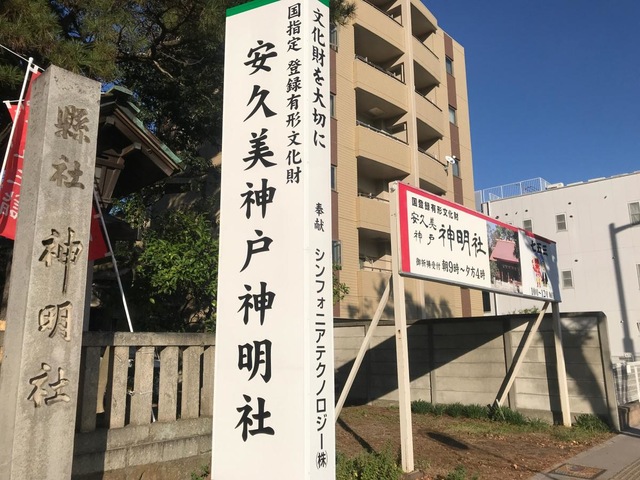 縣社 神明社
国指定 登録有形文化財
安久美神戸神明社
文化財を大切に
奉献 シンフォニアテクノロジー㈱
国登録有形文化財
安久美
神戸
神明社
御祈祷受付 朝9時～夕方4時
七五三